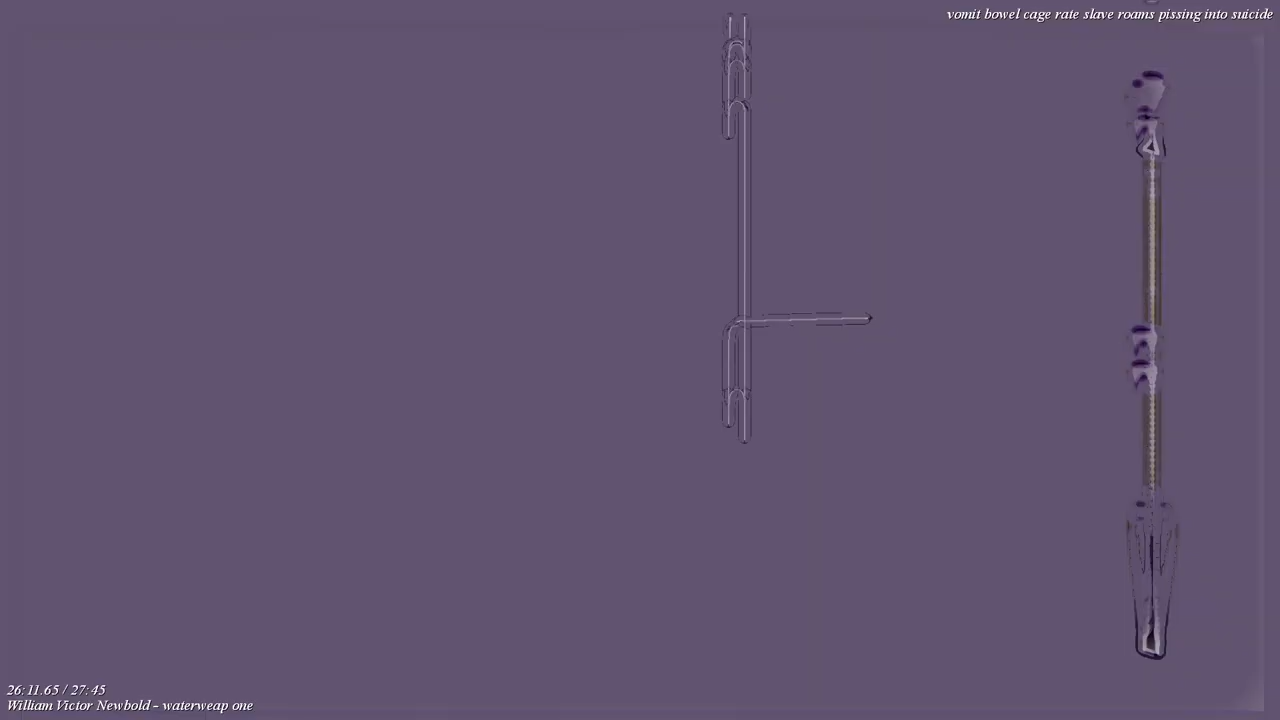 vomit bowel cage rate slave roams pissing into suicide
26:11.65 / 27:45
William Victor Newbold - waterweap one